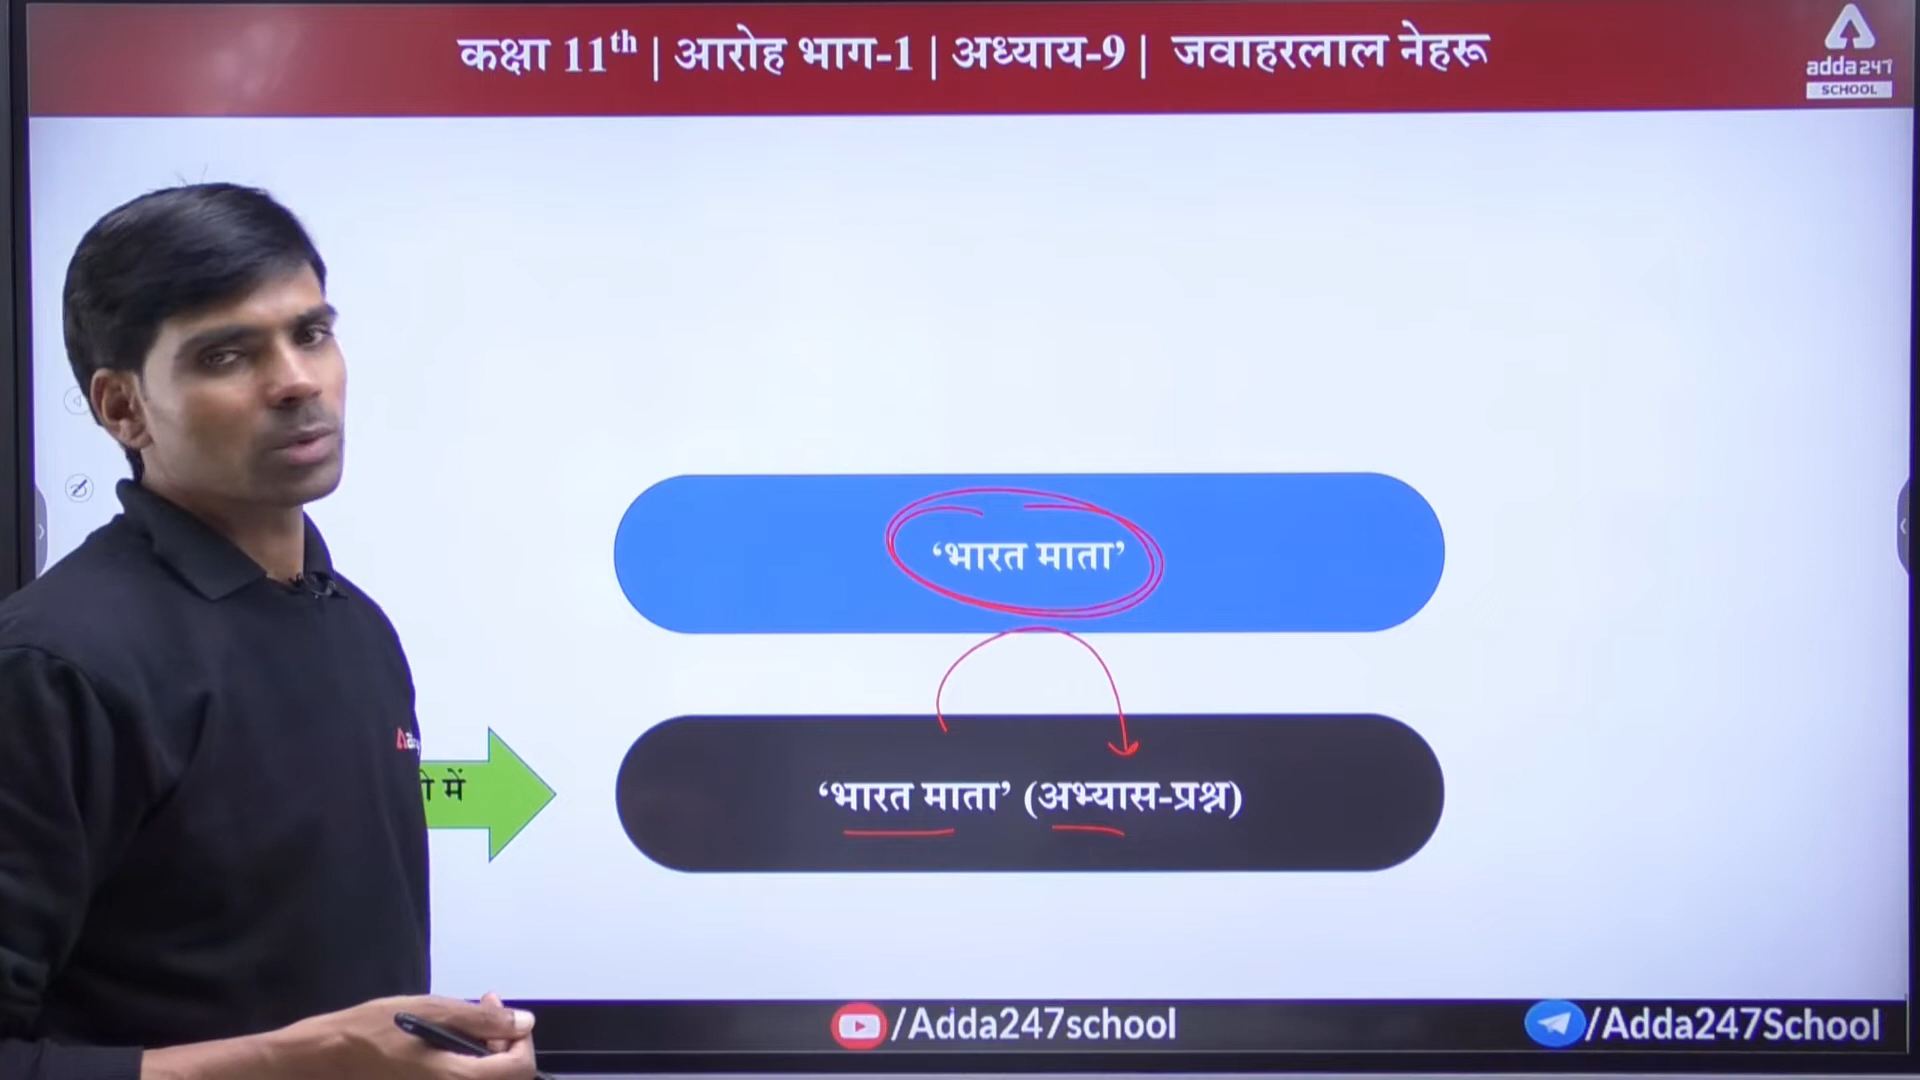 कक्षा 11th | आरोह भाग-1 | अध्याय-9 | जवाहरलाल नेहरू
adda247
SCHOOL
‘भारत माता’
में
‘भारत माता’ (अभ्यास-प्रश्न)
/Adda247school
/Adda247School